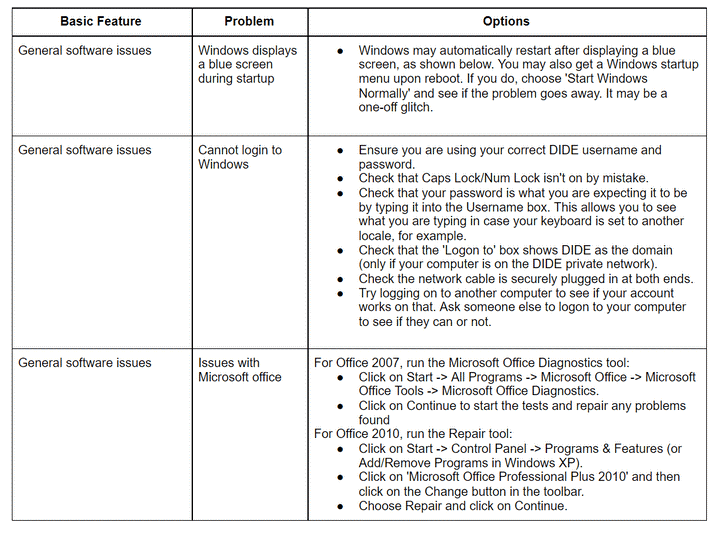 Basic Feature
Problem
Options
General software issues
Windows displays
a blue screen
during startup
● Windows may automatically restart after displaying a blue
screen, as shown below. You may also get a Windows startup
menu upon reboot. If you do, choose 'Start Windows
Normally' and see if the problem goes away. It may be a
one-off glitch.
General software issues
Cannot login to
Windows
● Ensure you are using your correct DIDE username and
password.
● Check that Caps Lock/Num Lock isn't on by mistake.
● Check that your password is what you are expecting it to be
by typing it into the Username box. This allows you to see
what you are typing in case your keyboard is set to another
locale, for example.
● Check that the 'Logon to' box shows DIDE as the domain
(only if your computer is on the DIDE private network).
● Check the network cable is securely plugged in at both ends.
● Try logging on to another computer to see if your account
works on that. Ask someone else to logon to your computer
to see if they can or not.
General software issues
Issues with
Microsoft office
For Office 2007, run the Microsoft Office Diagnostics tool:
● Click on Start -> All Programs -> Microsoft Office -> Microsoft
Office Tools -> Microsoft Office Diagnostics.
● Click on Continue to start the tests and repair any problems
found
For Office 2010, run the Repair tool:
● Click on Start -> Control Panel -> Programs & Features (or
Add/Remove Programs in Windows XP).
● Click on 'Microsoft Office Professional Plus 2010' and then
click on the Change button in the toolbar.
● Choose Repair and click on Continue.